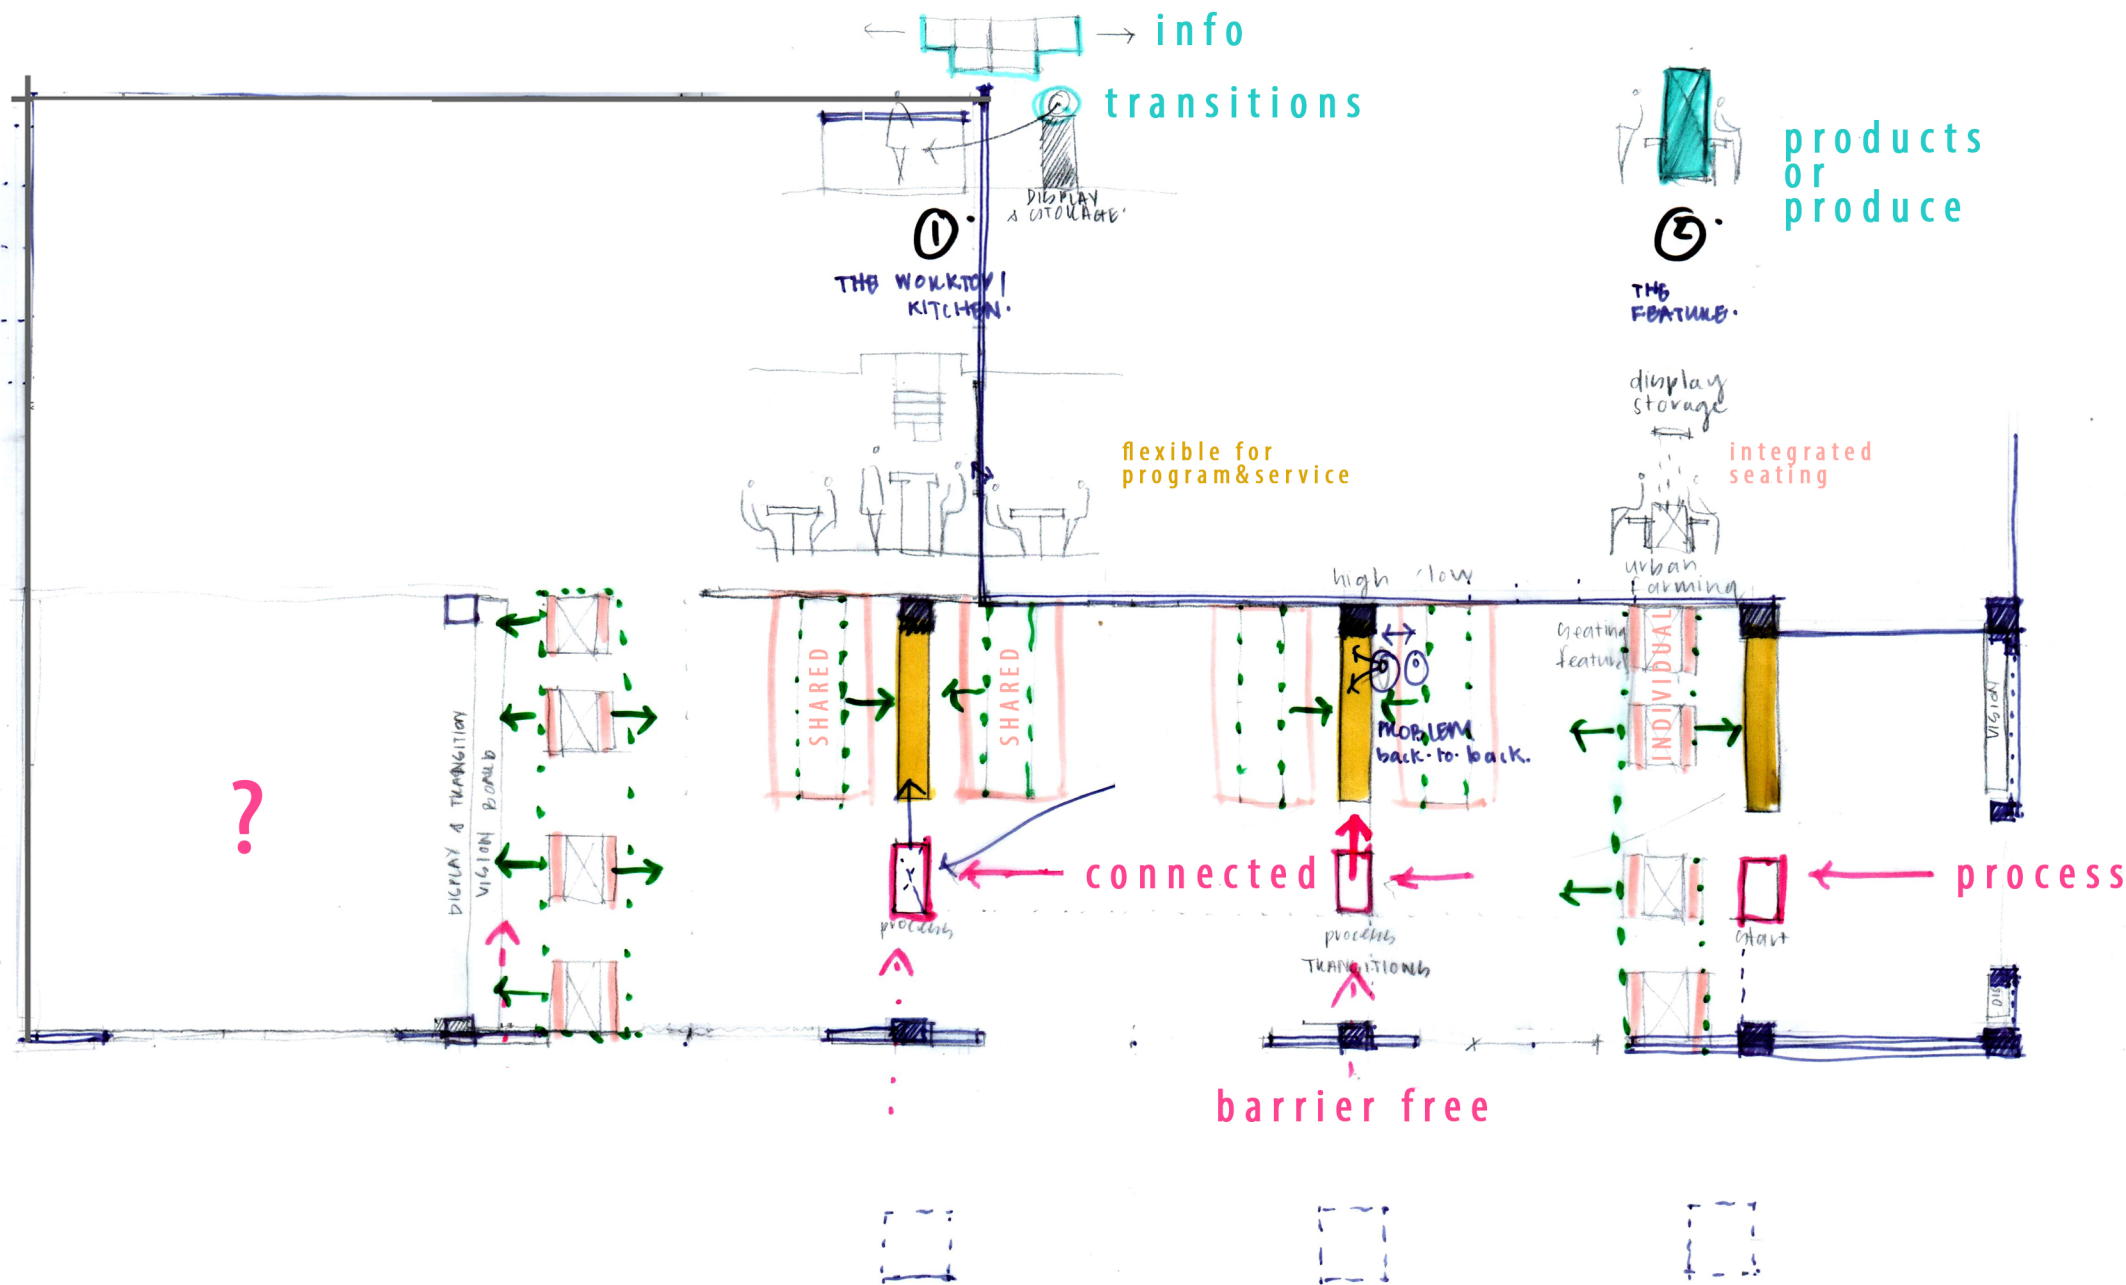 info
transitions
products
or
produce
DISPLAY
& STORAGE.
1
2
THE WORKTOP/
KITCHEN.
THE
FEATURE.
display
storage
flexible for
program&service
integrated
seating
urban
farming
high / low
seating
feature
SHARED
SHARED
INDIVIDUAL
PROBLEM
back-to-back.
VISION
DISPLAY & TRANSITION
VISION BOARD
?
connected
process
process
process
TRANSITIONS
start
DIS
barrier free